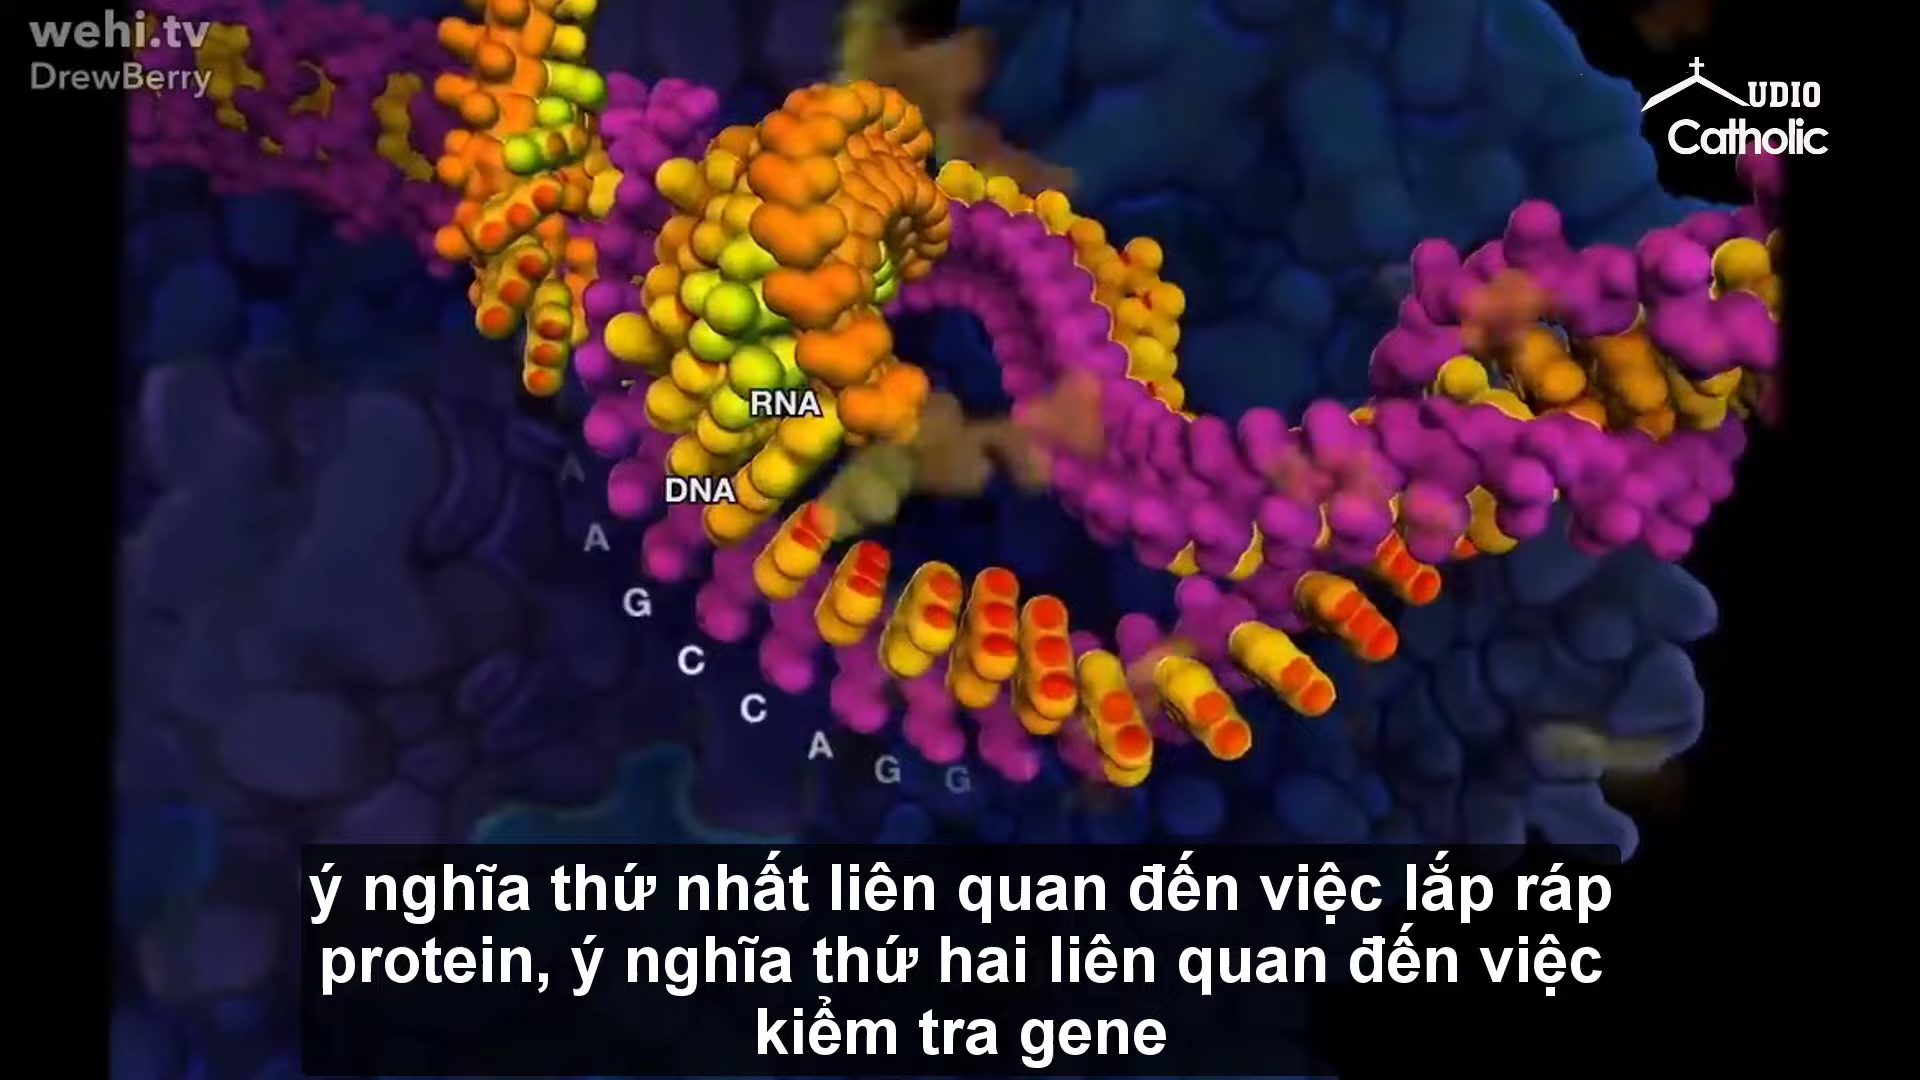 wehi.tv
DrewBerry
UDIO
Catholic
RNA
DNA
A
A
G
C
C
A
G
G
ý nghĩa thứ nhất liên quan đến việc lắp ráp
protein, ý nghĩa thứ hai liên quan đến việc
kiểm tra gene